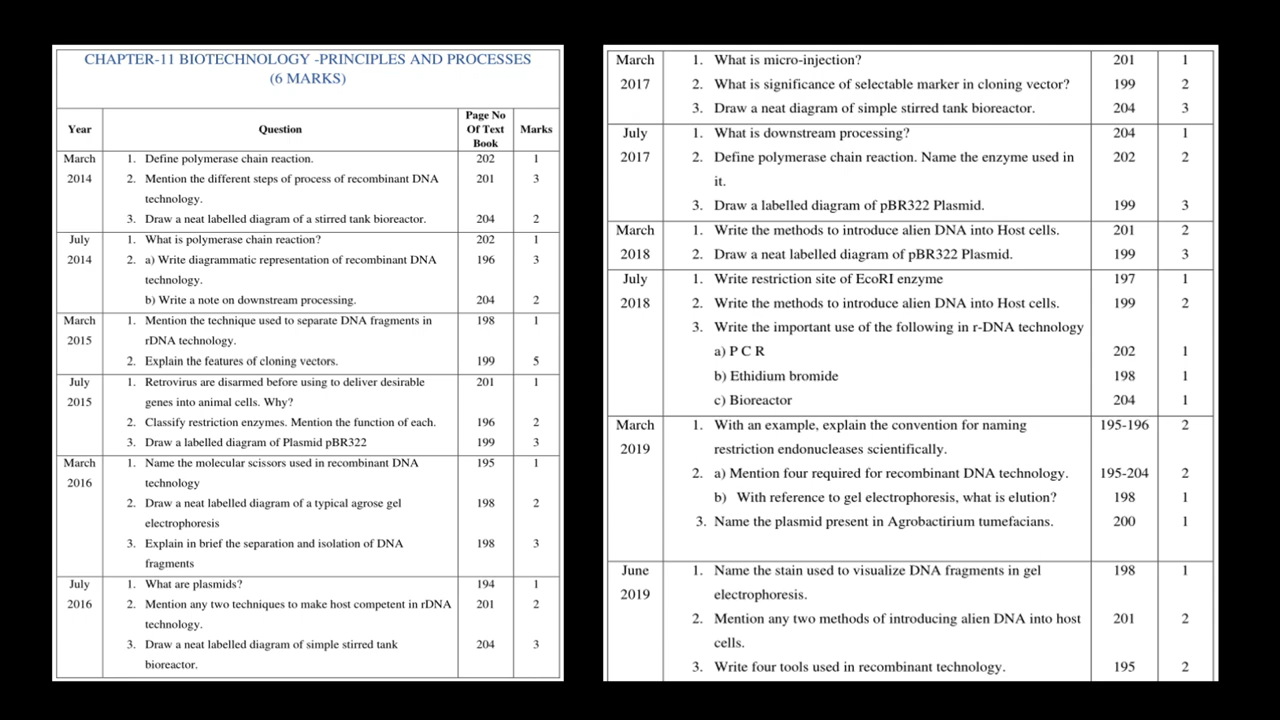 CHAPTER-11 BIOTECHNOLOGY -PRINCIPLES AND PROCESSES
(6 MARKS)
Year Question Page No Of Text Book Marks
March 1. Define polymerase chain reaction. 202 1
2014 2. Mention the different steps of process of recombinant DNA 201 3
technology.
3. Draw a neat labelled diagram of a stirred tank bioreactor. 204 2
July 1. What is polymerase chain reaction? 202 1
2014 2. a) Write diagrammatic representation of recombinant DNA 196 3
technology.
b) Write a note on downstream processing. 204 2
March 1. Mention the technique used to separate DNA fragments in 198 1
2015 rDNA technology.
2. Explain the features of cloning vectors. 199 5
July 1. Retrovirus are disarmed before using to deliver desirable 201 1
2015 genes into animal cells. Why?
2. Classify restriction enzymes. Mention the function of each. 196 2
3. Draw a labelled diagram of Plasmid pBR322 199 3
March 1. Name the molecular scissors used in recombinant DNA 195 1
2016 technology
2. Draw a neat labelled diagram of a typical agrose gel 198 2
electrophoresis
3. Explain in brief the separation and isolation of DNA 198 3
fragments
July 1. What are plasmids? 194 1
2016 2. Mention any two techniques to make host competent in rDNA 201 2
technology.
3. Draw a neat labelled diagram of simple stirred tank 204 3
bioreactor.
March 1. What is micro-injection? 201 1
2017 2. What is significance of selectable marker in cloning vector? 199 2
3. Draw a neat diagram of simple stirred tank bioreactor. 204 3
July 1. What is downstream processing? 204 1
2017 2. Define polymerase chain reaction. Name the enzyme used in 202 2
it.
3. Draw a labelled diagram of pBR322 Plasmid. 199 3
March 1. Write the methods to introduce alien DNA into Host cells. 201 2
2018 2. Draw a neat labelled diagram of pBR322 Plasmid. 199 3
July 1. Write restriction site of EcoRI enzyme 197 1
2018 2. Write the methods to introduce alien DNA into Host cells. 199 2
3. Write the important use of the following in r-DNA technology
a) P C R 202 1
b) Ethidium bromide 198 1
c) Bioreactor 204 1
March 1. With an example, explain the convention for naming 195-196 2
2019 restriction endonucleases scientifically.
2. a) Mention four required for recombinant DNA technology. 195-204 2
b) With reference to gel electrophoresis, what is elution? 198 1
3. Name the plasmid present in Agrobactirium tumefacians. 200 1
June 1. Name the stain used to visualize DNA fragments in gel 198 1
2019 electrophoresis.
2. Mention any two methods of introducing alien DNA into host 201 2
cells.
3. Write four tools used in recombinant technology. 195 2